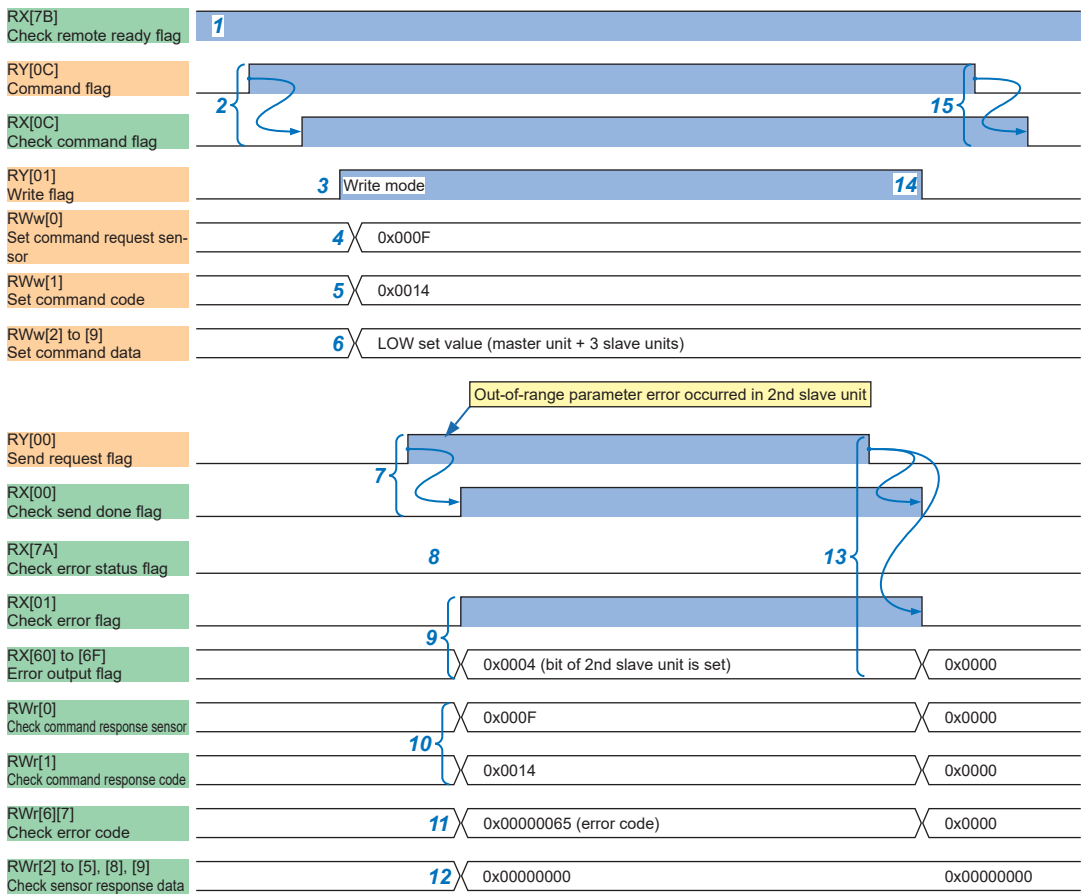 RX[7B]
Check remote ready flag
1
RY[0C]
Command flag
2
15
RX[0C]
Check command flag
RY[01]
Write flag
3
Write mode
14
RWw[0]
Set command request sen-
sor
4
0x000F
RWw[1]
Set command code
5
0x0014
RWw[2] to [9]
Set command data
6
LOW set value (master unit + 3 slave units)
Out-of-range parameter error occurred in 2nd slave unit
RY[00]
Send request flag
7
RX[00]
Check send done flag
RX[7A]
Check error status flag
8
13
RX[01]
Check error flag
9
RX[60] to [6F]
Error output flag
0x0004 (bit of 2nd slave unit is set)
0x0000
RWr[0]
Check command response sensor
0x000F
0x0000
10
RWr[1]
Check command response code
0x0014
0x0000
RWr[6][7]
Check error code
11
0x00000065 (error code)
0x0000
RWr[2] to [5], [8], [9]
Check sensor response data
12
0x00000000
0x00000000